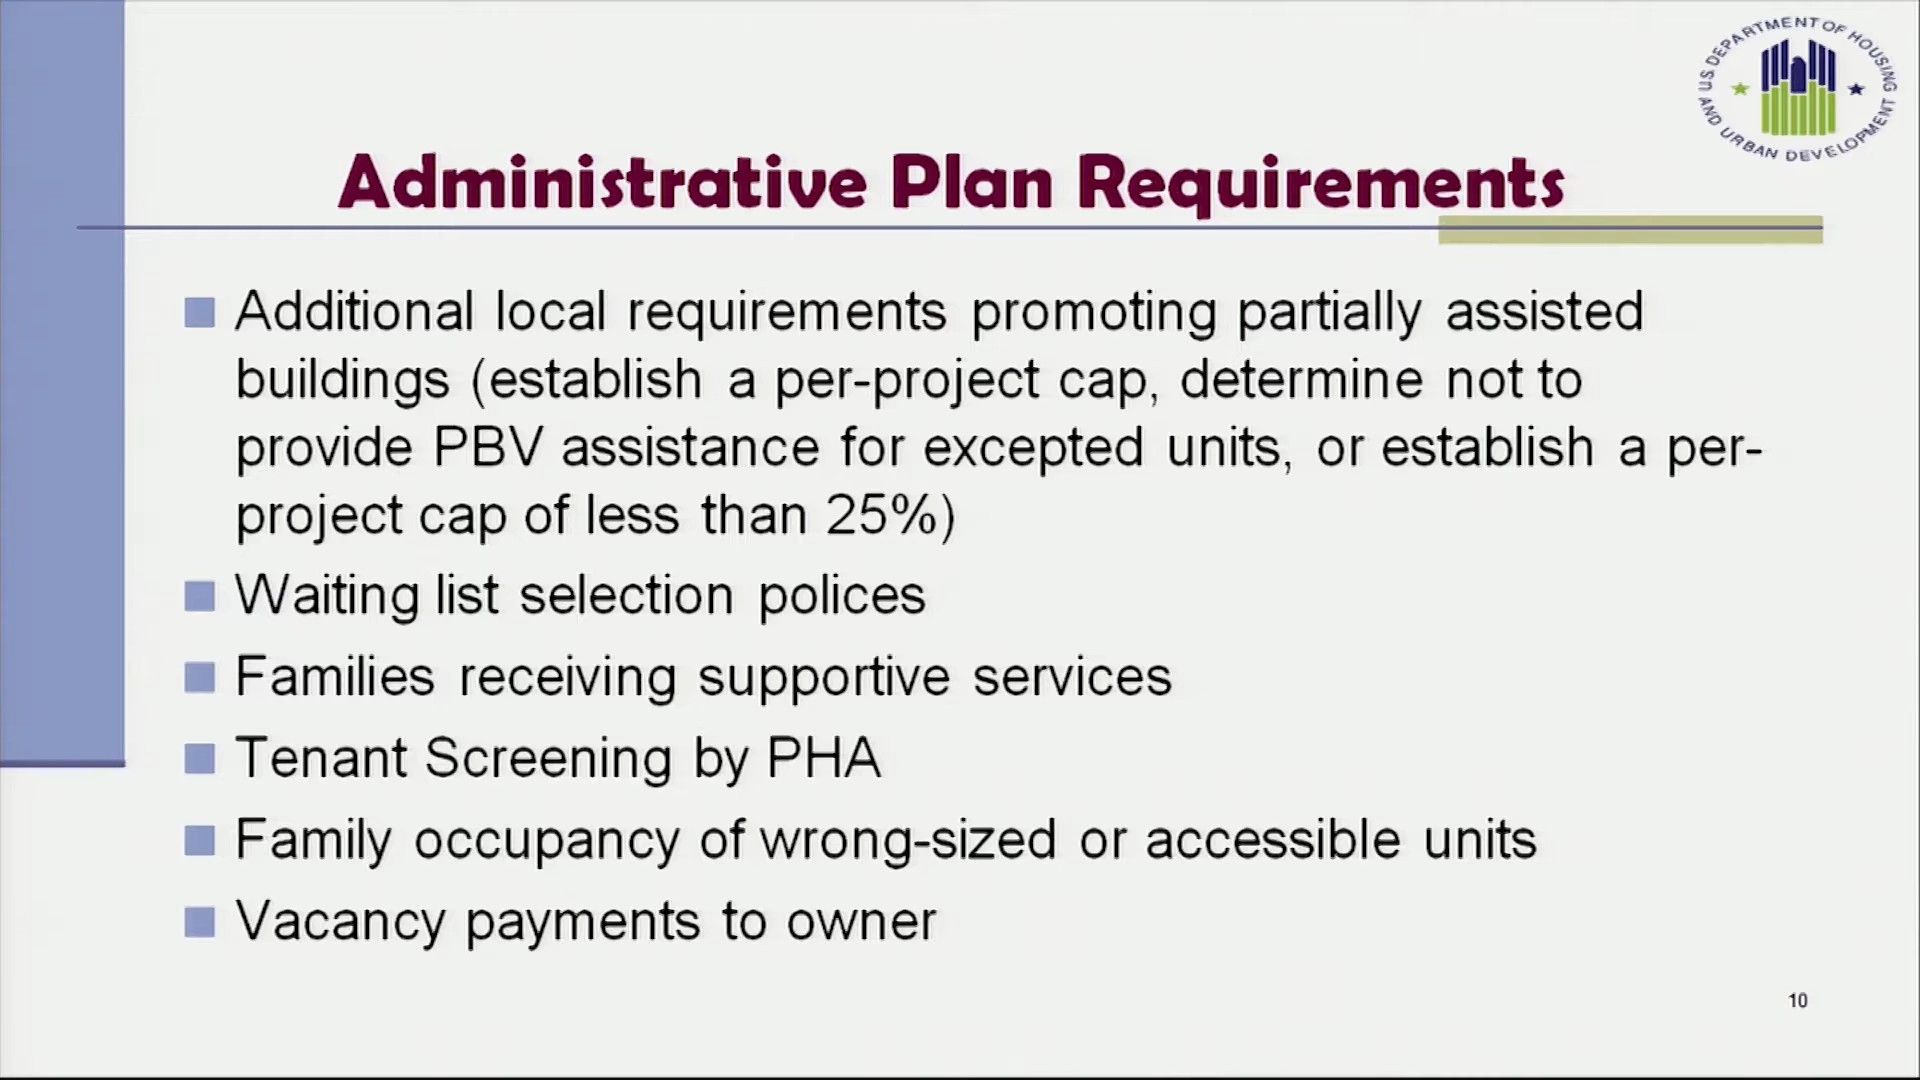 US DEPARTMENT OF HOUSING
AND URBAN DEVELOPMENT
Administrative Plan Requirements
Additional local requirements promoting partially assisted
buildings (establish a per-project cap, determine not to
provide PBV assistance for excepted units, or establish a per-
project cap of less than 25%)
Waiting list selection polices
Families receiving supportive services
Tenant Screening by PHA
Family occupancy of wrong-sized or accessible units
Vacancy payments to owner
10